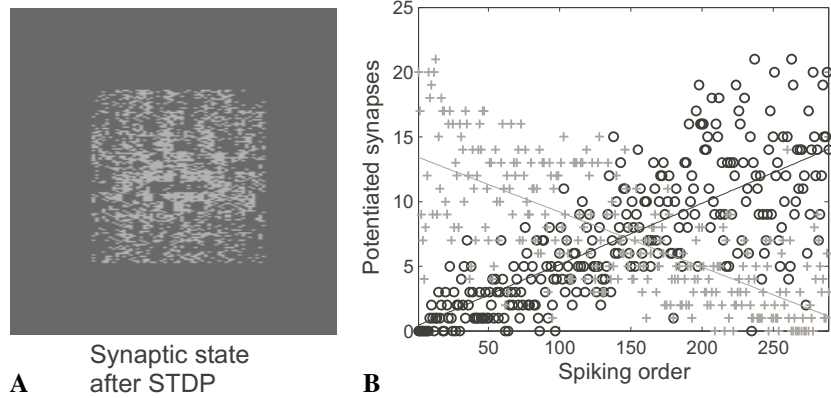 Synaptic state
after STDP
A
25
20
15
10
5
0
Potentiated synapses
50 100 150 200 250
Spiking order
B